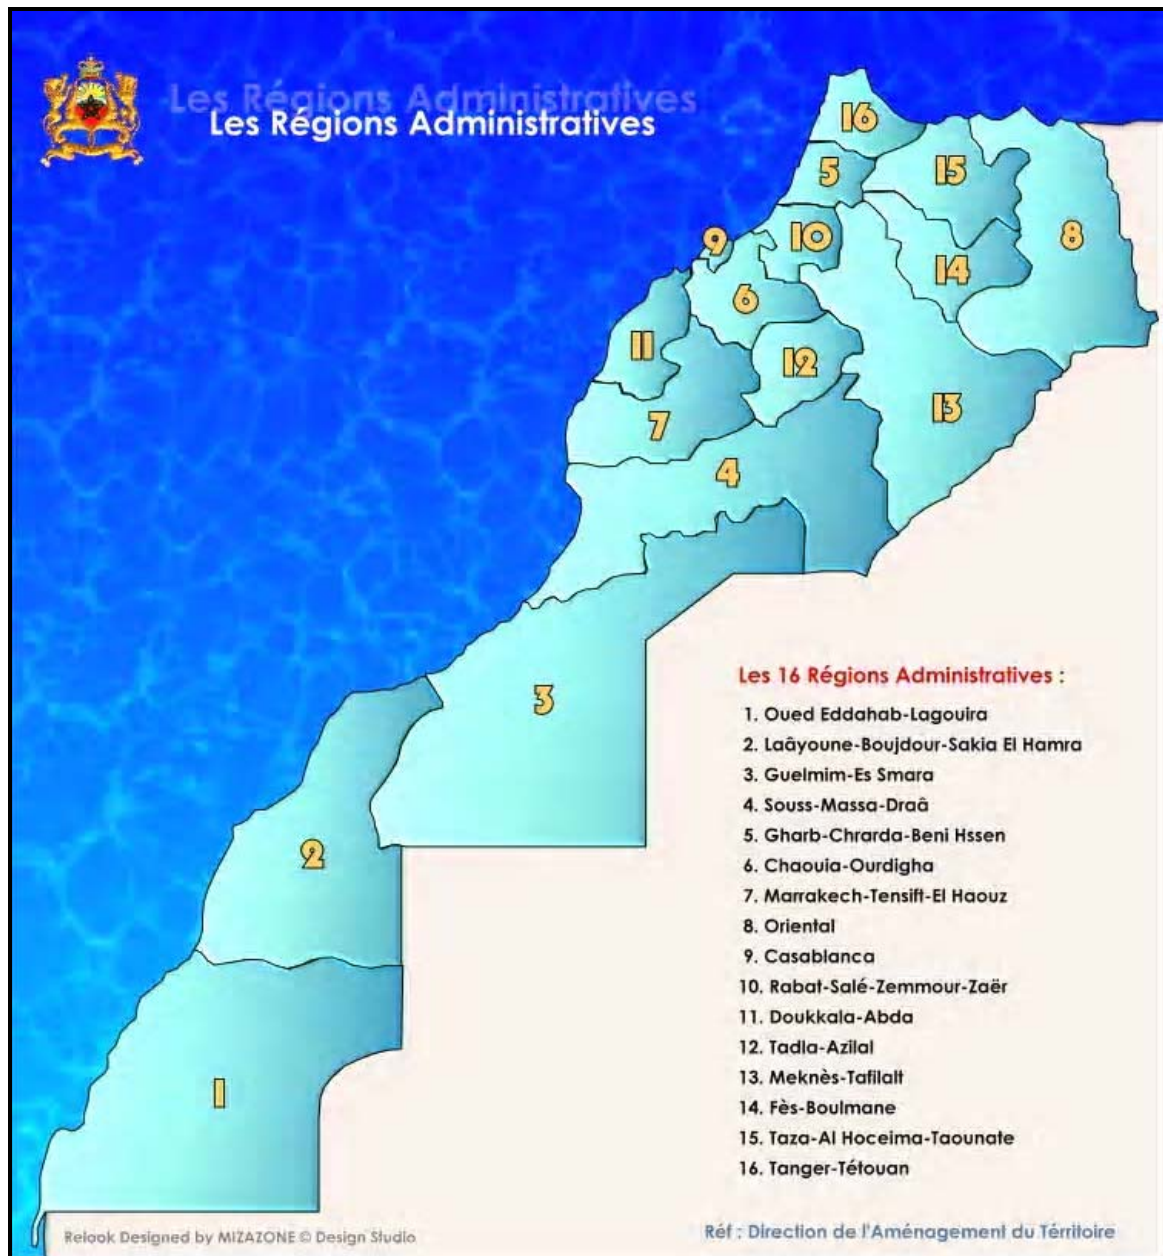 Les Régions Administratives
Les Régions Administratives
16
5
15
8
9
10
14
6
11
12
13
7
4
3
2
1
Les 16 Régions Administratives :
1. Oued Eddahab-Lagouira
2. Laâyoune-Boujdour-Sakia El Hamra
3. Guelmim-Es Smara
4. Souss-Massa-Draâ
5. Gharb-Chrarda-Beni Hssen
6. Chaouia-Ourdigha
7. Marrakech-Tensift-El Haouz
8. Oriental
9. Casablanca
10. Rabat-Salé-Zemmour-Zaër
11. Doukkala-Abda
12. Tadla-Azilal
13. Meknès-Tafilalt
14. Fès-Boulmane
15. Taza-Al Hoceima-Taounate
16. Tanger-Tétouan
Relook Designed by MIZAZONE © Design Studio
Réf : Direction de l'Aménagement du Térritoire